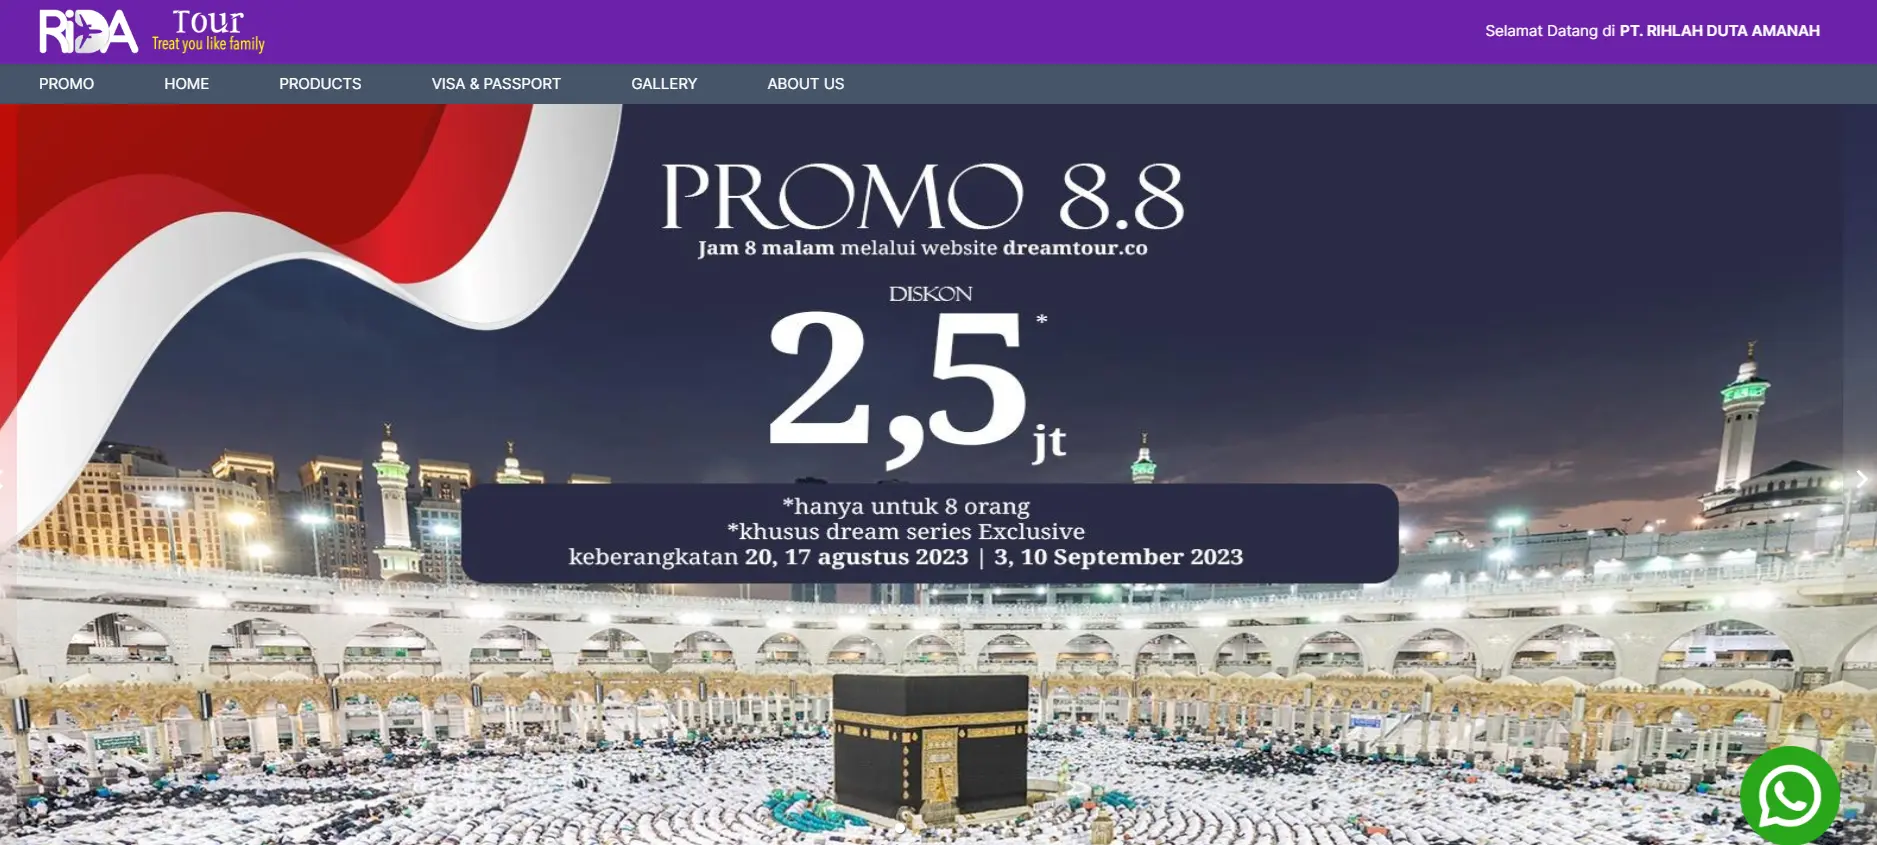 RiDA Tour
Treat you like family
Selamat Datang di PT. RIHLAH DUTA AMANAH
PROMO HOME PRODUCTS VISA & PASSPORT GALLERY ABOUT US
PROMO 8.8
Jam 8 malam melalui website dreamtour.co
DISKON
2,5 jt*
*hanya untuk 8 orang
*khusus dream series Exclusive
keberangkatan 20, 17 agustus 2023 | 3, 10 September 2023